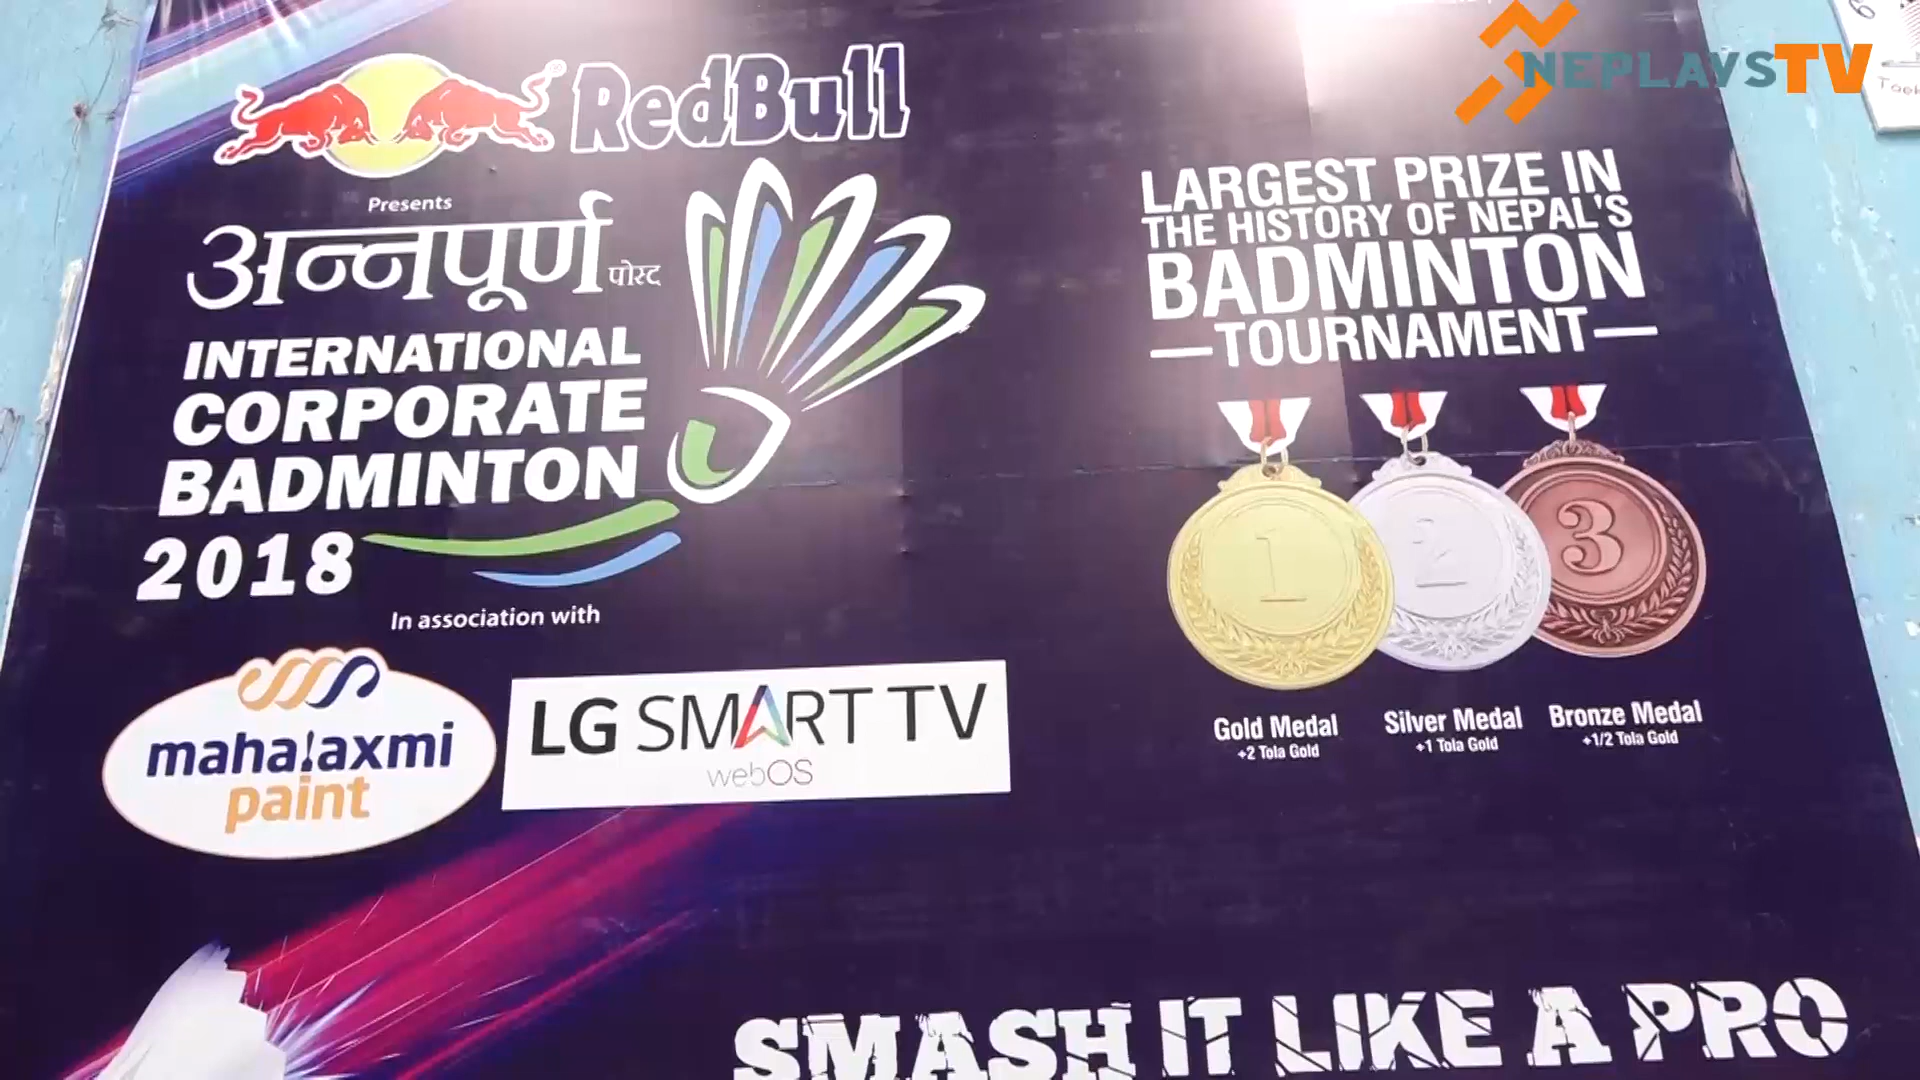 RedBull
Presents
अन्नपूर्ण पोस्ट
INTERNATIONAL
CORPORATE
BADMINTON
2018
In association with
mahalaxmi
paint
LG SMART TV
webOS
NEPLAYSTV
LARGEST PRIZE IN
THE HISTORY OF NEPAL'S
BADMINTON
TOURNAMENT
1
2
3
Gold Medal
+2 Tola Gold
Silver Medal
+1 Tola Gold
Bronze Medal
+1/2 Tola Gold
SMASH IT LIKE A PRO